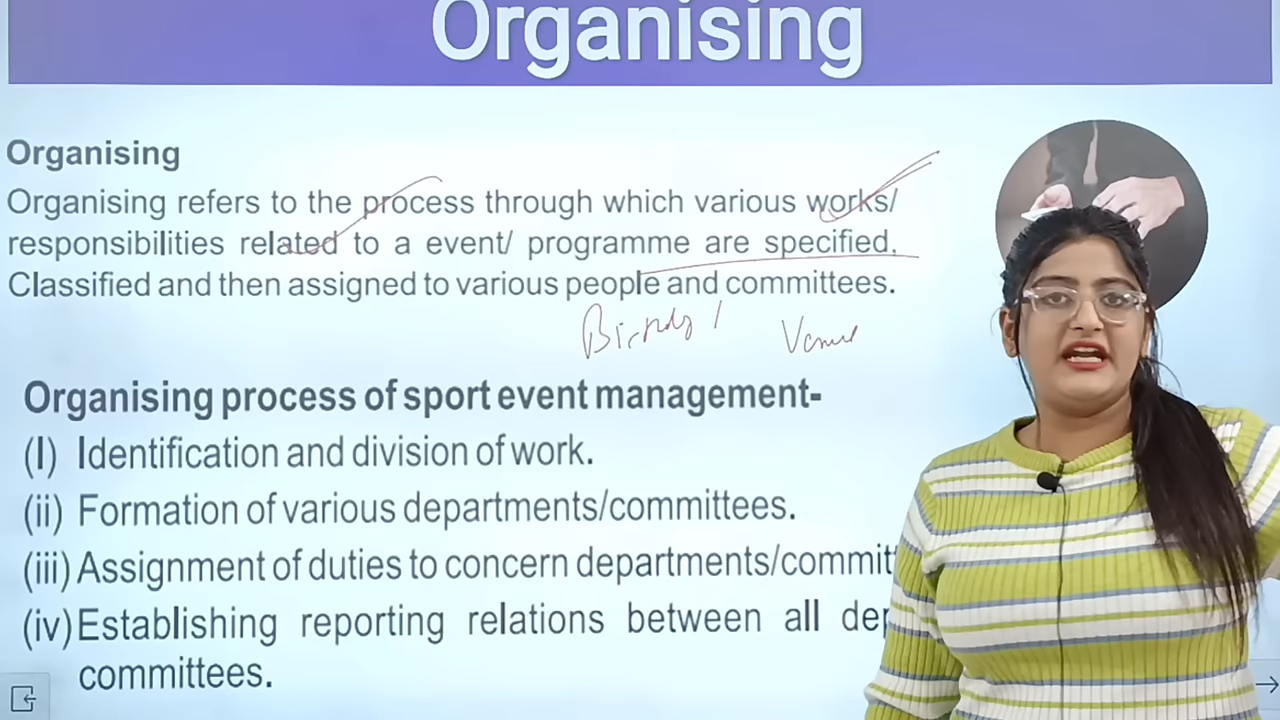 Organising
Organising
Organising refers to the process through which various works/
responsibilities related to a event/ programme are specified.
Classified and then assigned to various people and committees.
Venue
Organising process of sport event management-
(I) Identification and division of work.
(ii) Formation of various departments/committees.
(iii) Assignment of duties to concern departments/commit
(iv) Establishing reporting relations between all dep
committees.